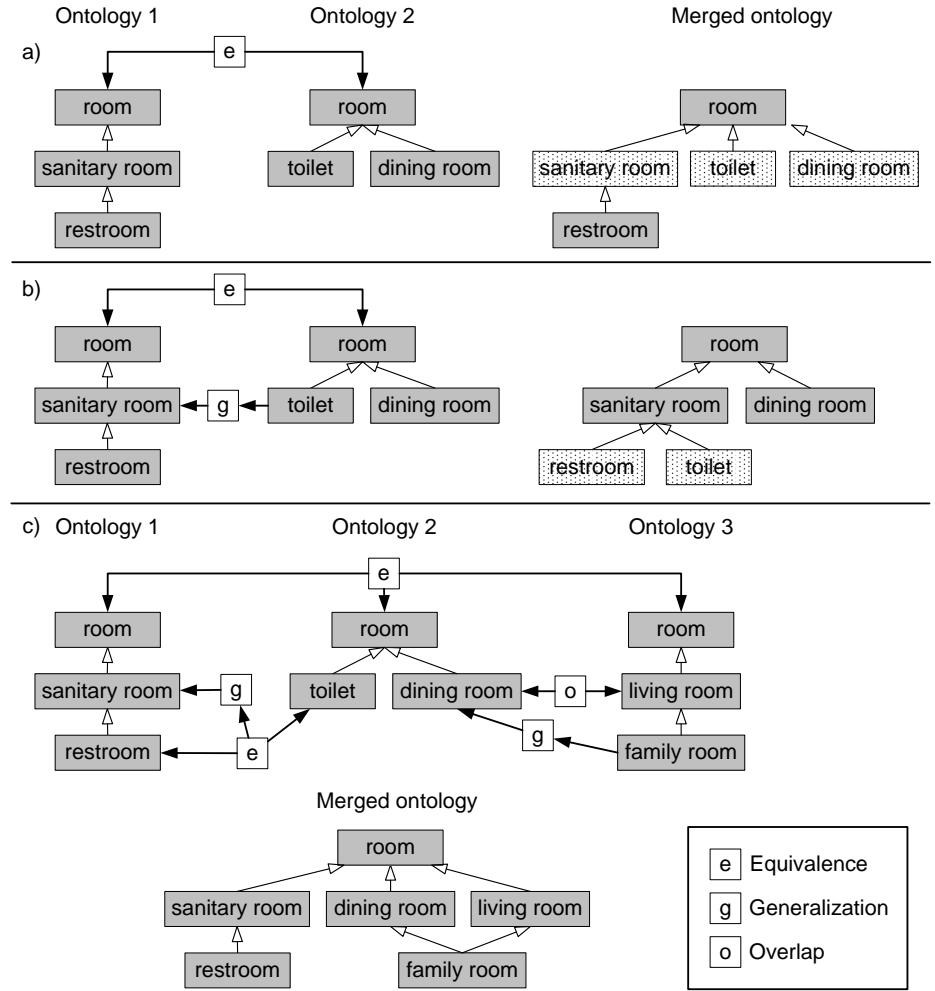 Ontology 1 Ontology 2 Merged ontology
a) e
room room room
sanitary room toilet dining room sanitary room toilet dining room
restroom restroom
b) e
room room room
sanitary room g toilet dining room sanitary room dining room
restroom restroom toilet
c) Ontology 1 Ontology 2 Ontology 3
e
room room room
sanitary room g toilet dining room o living room
restroom e g family room
Merged ontology
room
sanitary room dining room living room
restroom family room
e Equivalence
g Generalization
o Overlap